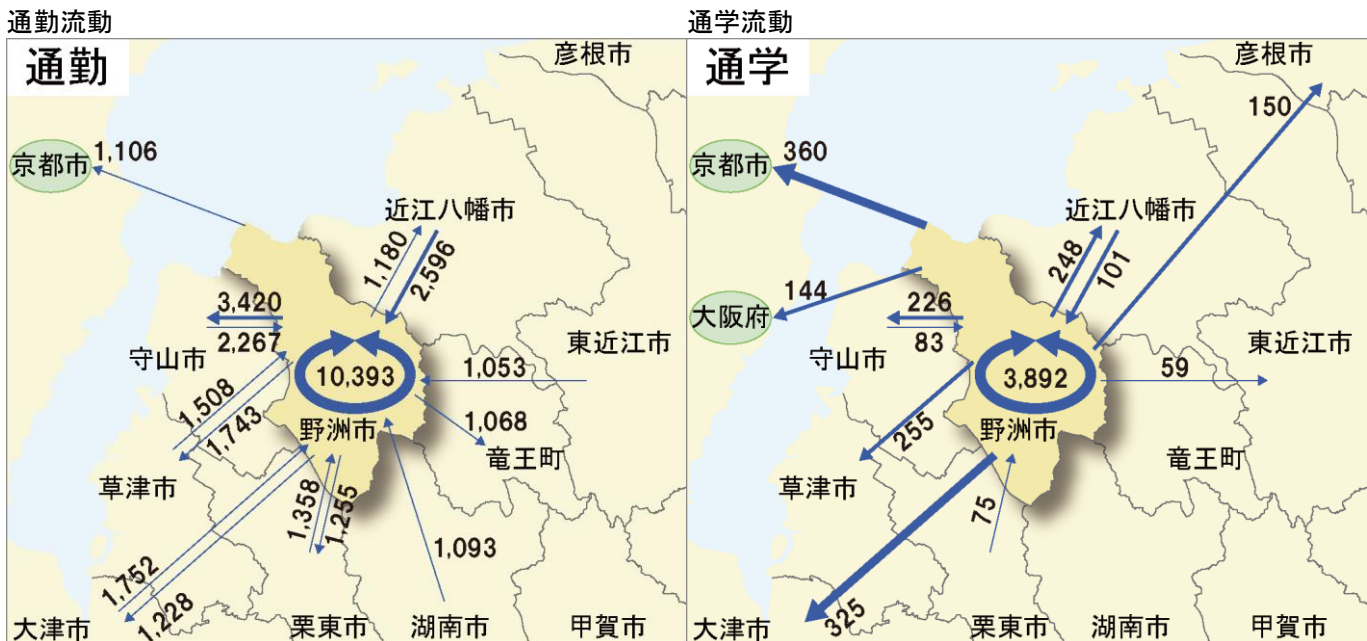 通勤流動
通勤
彦根市
京都市
1,106
近江八幡市
1,180
2,596
3,420
2,267
守山市
東近江市
10,393
1,053
1,508
1,743
1,068
野洲市
竜王町
草津市
1,358
1,255
1,093
1,752
1,228
大津市
栗東市
湖南市
甲賀市
通学流動
通学
彦根市
150
京都市
360
近江八幡市
248
101
144
大阪府
226
83
守山市
東近江市
3,892
59
255
野洲市
竜王町
草津市
75
325
大津市
栗東市
湖南市
甲賀市